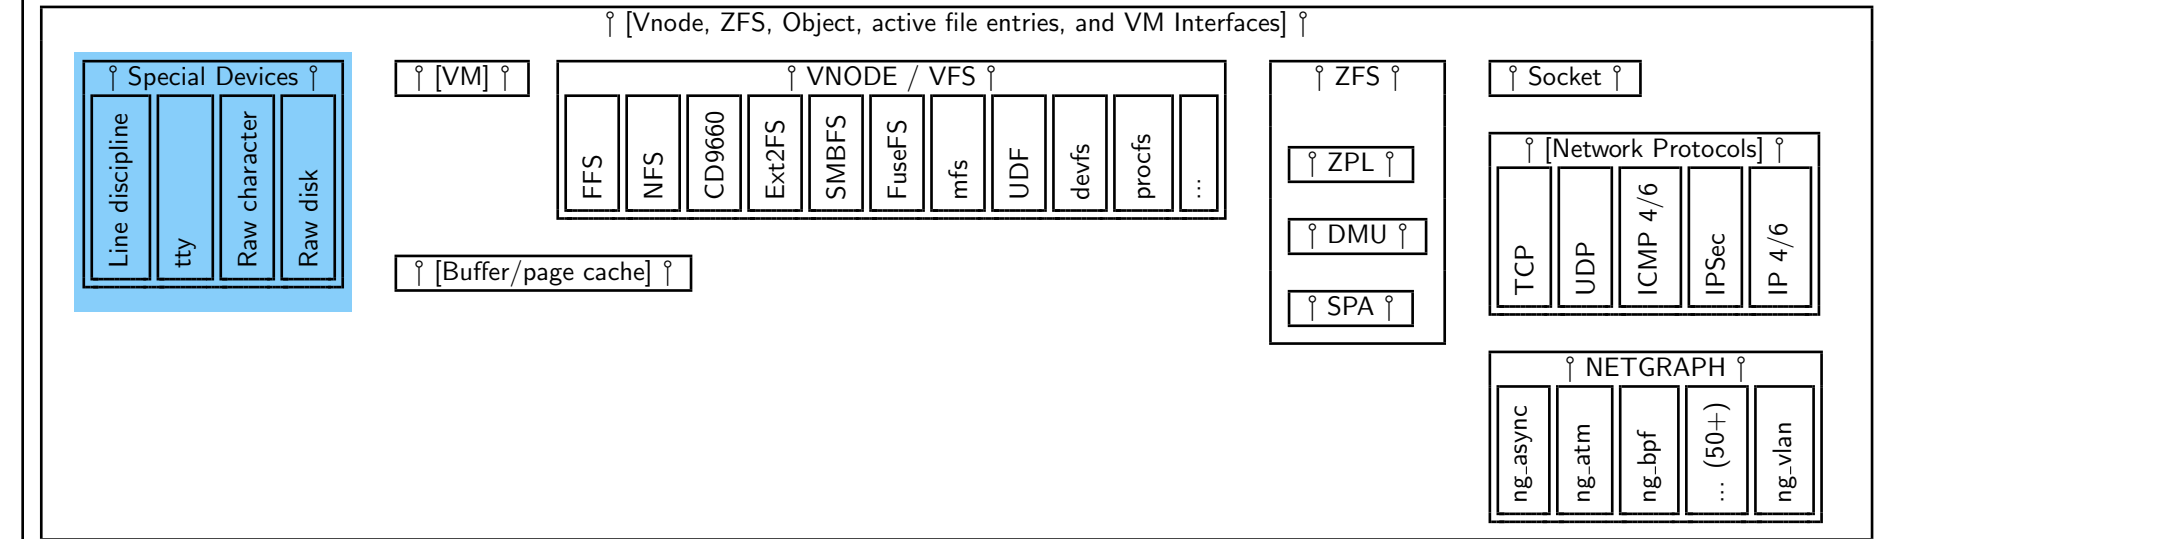 [Vnode, ZFS, Object, active file entries, and VM Interfaces]
Special Devices
Line discipline
tty
Raw character
Raw disk
[VM]
[Buffer/page cache]
VNODE / VFS
FFS
NFS
CD9660
Ext2FS
SMBFS
FuseFS
mfs
UDF
devfs
procfs
...
ZFS
ZPL
DMU
SPA
Socket
[Network Protocols]
TCP
UDP
ICMP 4/6
IPSec
IP 4/6
NETGRAPH
ng_async
ng_atm
ng_bpf
... (50+)
ng_vlan